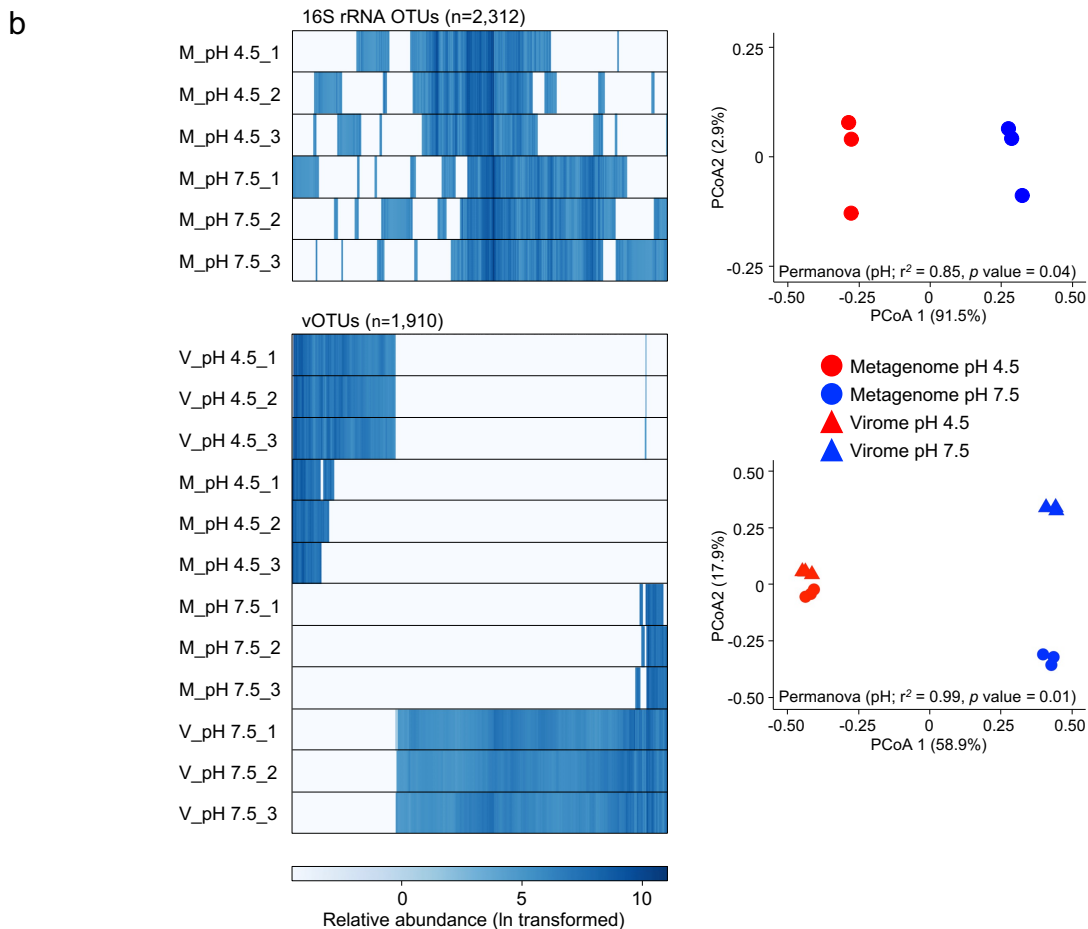 b
16S rRNA OTUs (n=2,312)
M_pH 4.5_1
M_pH 4.5_2
M_pH 4.5_3
M_pH 7.5_1
M_pH 7.5_2
M_pH 7.5_3
0.25
0
-0.25
PCoA2 (2.9%)
Permanova (pH; r² = 0.85, p value = 0.04)
-0.50 -0.25 0 0.25 0.50
PCoA 1 (91.5%)
vOTUs (n=1,910)
V_pH 4.5_1
V_pH 4.5_2
V_pH 4.5_3
M_pH 4.5_1
M_pH 4.5_2
M_pH 4.5_3
M_pH 7.5_1
M_pH 7.5_2
M_pH 7.5_3
V_pH 7.5_1
V_pH 7.5_2
V_pH 7.5_3
Metagenome pH 4.5
Metagenome pH 7.5
Virome pH 4.5
Virome pH 7.5
0.50
0.25
0
-0.25
-0.50
PCoA2 (17.9%)
Permanova (pH; r² = 0.99, p value = 0.01)
-0.50 -0.25 0 0.25 0.50
PCoA 1 (58.9%)
0 5 10
Relative abundance (ln transformed)